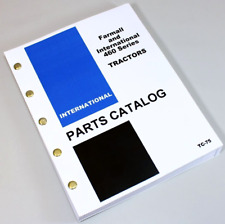 Farmall
and
International
460 Series
TRACTORS
INTERNATIONAL
PARTS CATALOG
TC-75